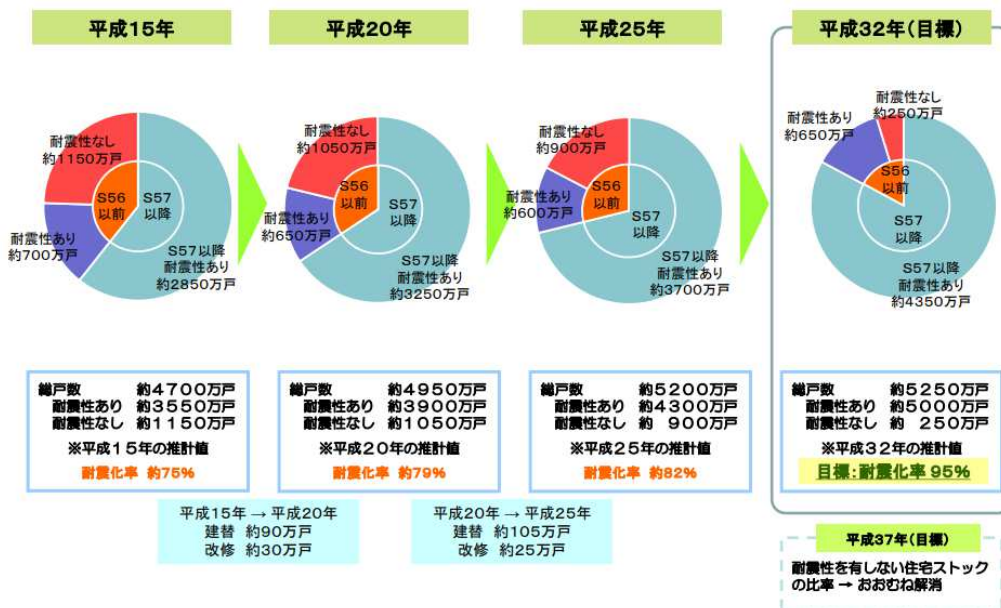 平成15年
平成20年
平成25年
平成32年(目標)
耐震性なし
約1150万戸
S56
以前
S57
以降
耐震性あり
約700万戸
S57以降
耐震性あり
約2850万戸
耐震性なし
約1050万戸
S56
以前
S57
以降
耐震性あり
約650万戸
S57以降
耐震性あり
約3250万戸
耐震性なし
約900万戸
S56
以前
S57
以降
耐震性あり
約600万戸
S57以降
耐震性あり
約3700万戸
耐震性なし
約250万戸
耐震性あり
約650万戸
S56
以前
S57
以降
S57以降
耐震性あり
約4350万戸
総戸数 約4700万戸
耐震性あり 約3550万戸
耐震性なし 約1150万戸
※平成15年の推計値
耐震化率 約75%
総戸数 約4950万戸
耐震性あり 約3900万戸
耐震性なし 約1050万戸
※平成20年の推計値
耐震化率 約79%
総戸数 約5200万戸
耐震性あり 約4300万戸
耐震性なし 約 900万戸
※平成25年の推計値
耐震化率 約82%
総戸数 約5250万戸
耐震性あり 約5000万戸
耐震性なし 約 250万戸
※平成32年の推計値
目標:耐震化率 95%
平成15年 → 平成20年
建替 約90万戸
改修 約30万戸
平成20年 → 平成25年
建替 約105万戸
改修 約25万戸
平成37年(目標)
耐震性を有しない住宅ストック
の比率 → おおむね解消